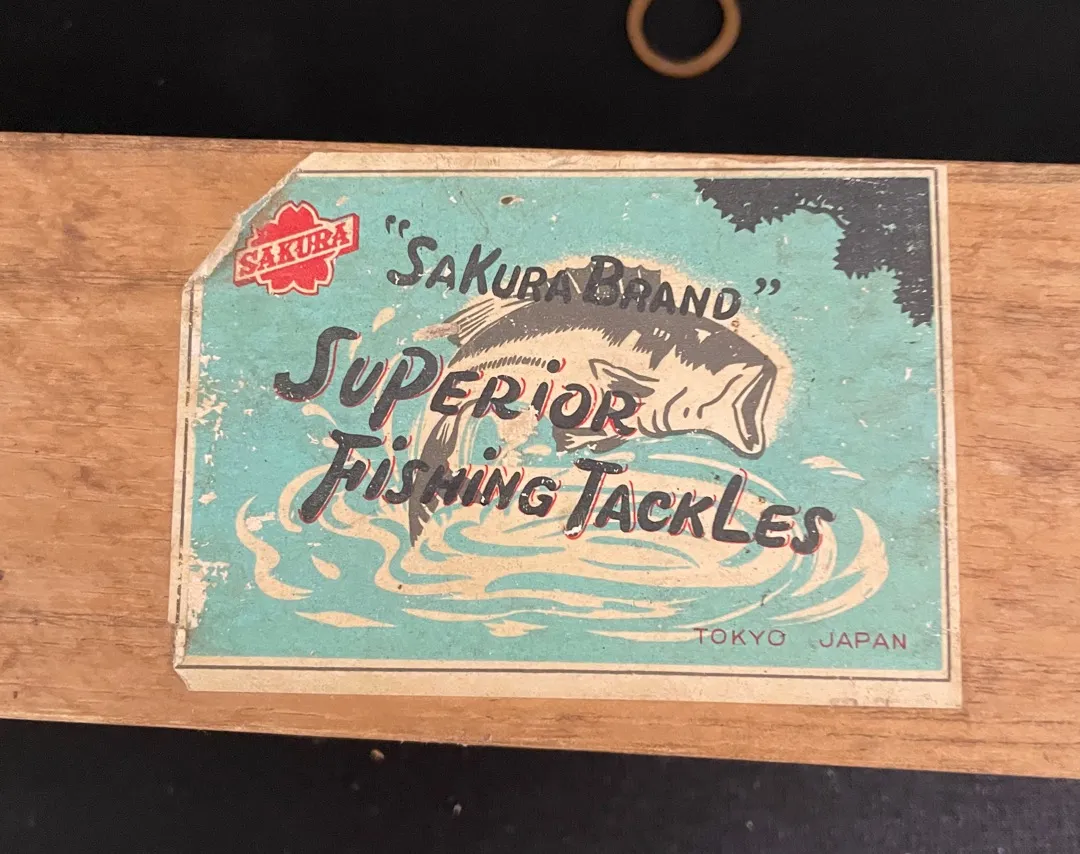 SAKURA
"SAKURA BRAND"
SUPERIOR
FISHING TACKLES
TOKYO JAPAN